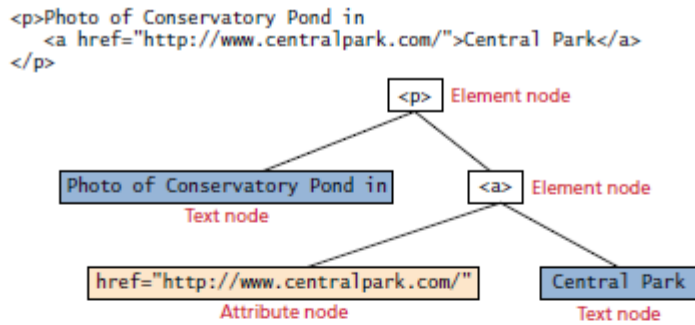 <p>Photo of Conservatory Pond in
<a href="http://www.centralpark.com/">Central Park</a>
</p>
<p> Element node
Photo of Conservatory Pond in
<a> Element node
Text node
href="http://www.centralpark.com/"
Central Park
Attribute node
Text node